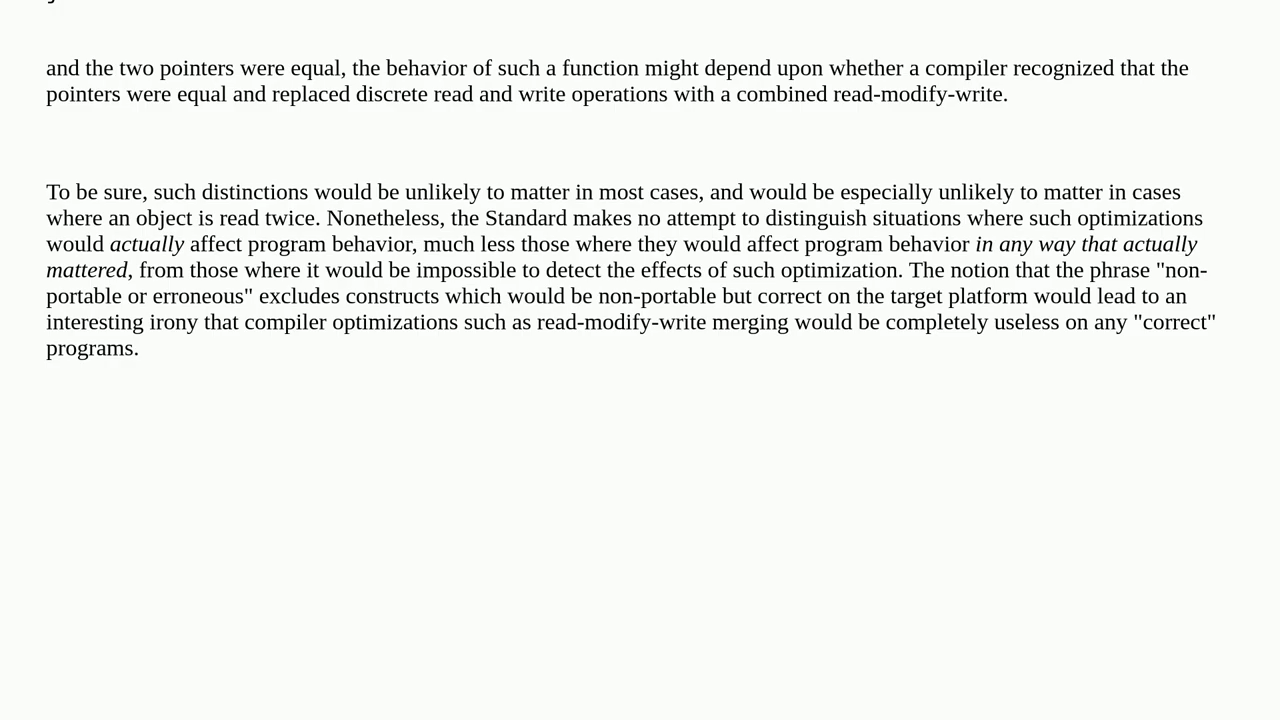 and the two pointers were equal, the behavior of such a function might depend upon whether a compiler recognized that the
pointers were equal and replaced discrete read and write operations with a combined read-modify-write.
To be sure, such distinctions would be unlikely to matter in most cases, and would be especially unlikely to matter in cases
where an object is read twice. Nonetheless, the Standard makes no attempt to distinguish situations where such optimizations
would actually affect program behavior, much less those where they would affect program behavior in any way that actually
mattered, from those where it would be impossible to detect the effects of such optimization. The notion that the phrase "non-
portable or erroneous" excludes constructs which would be non-portable but correct on the target platform would lead to an
interesting irony that compiler optimizations such as read-modify-write merging would be completely useless on any "correct"
programs.